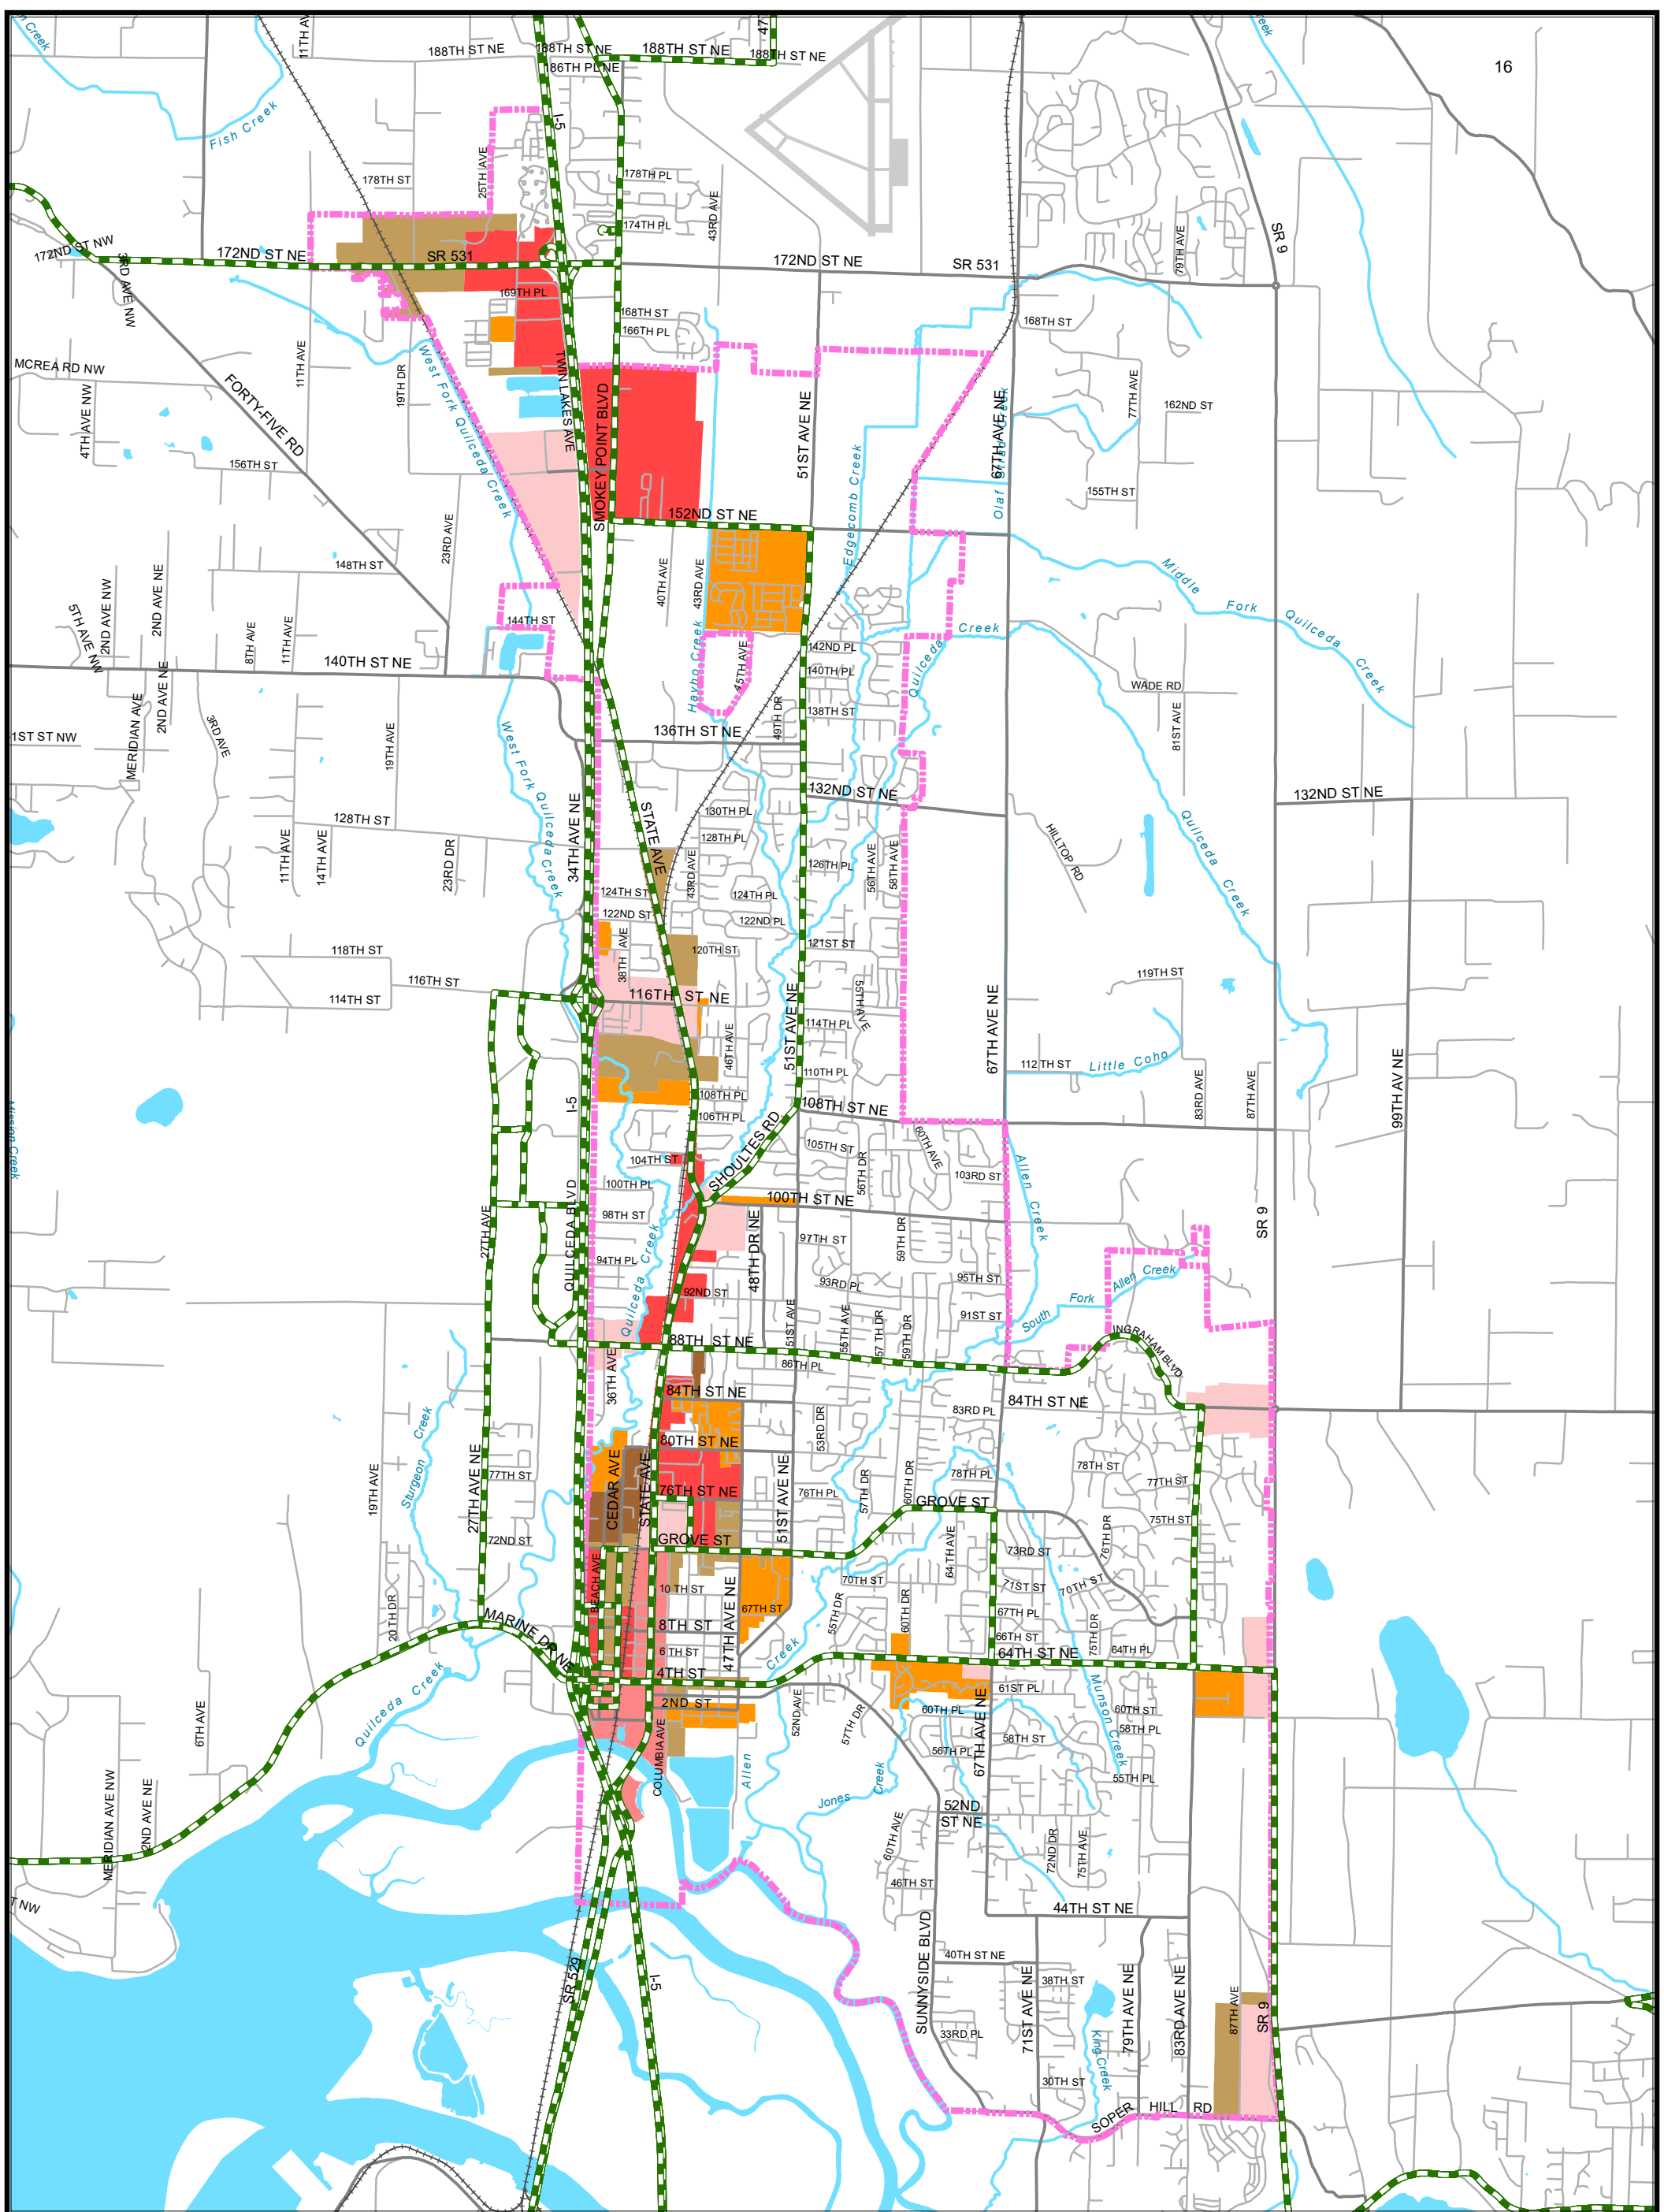 Creek
11TH AV
188TH ST NE
188TH ST NE
188TH ST NE
188TH ST NE
47
186TH PL NE
Creek
16
Fish Creek
I-5
25TH AVE
178TH ST
178TH PL
43RD AVE
174TH PL
79TH AVE
SR 9
172ND ST NW
3RD AVE NW
172ND ST NE
SR 531
172ND ST NE
SR 531
169TH PL
168TH ST
166TH PL
168TH ST
MCREA RD NW
4TH AVE NW
FORTY-FIVE RD
11TH AVE
19TH DR
West Fork Quilceda Creek
TWIN LAKES AVE
SMOKEY POINT BLVD
51ST AVE NE
67TH AVE NE
77TH AVE
162ND ST
156TH ST
Edgecomb Creek
155TH ST
152ND ST NE
23RD AVE
148TH ST
40TH AVE
43RD AVE
Middle
Fork
Quilceda
Creek
5TH AVE NW
2ND AVE NW
2ND AVE NE
8TH AVE
11TH AVE
144TH ST
Hayho Creek
45TH AVE
142ND PL
140TH PL
138TH ST
Quilceda
Creek
140TH ST NE
WADE RD
81ST AVE
MERIDIAN AVE
2ND AVE NE
3RD AVE
19TH AVE
1ST ST NW
West Fork Quilceda Creek
136TH ST NE
49TH DR
132ND ST NE
132ND ST NE
34TH AVE NE
STATE AVE
130TH PL
128TH PL
128TH ST
11TH AVE
14TH AVE
23RD DR
43RD AVE
126TH PL
56TH AVE
58TH AVE
HILLTOP RD
Quilceda
Creek
124TH ST
124TH PL
122ND ST
122ND PL
38TH AVE
120TH ST
121ST ST
118TH ST
116TH ST
114TH ST
116TH ST NE
55TH AVE
119TH ST
51ST AVE NE
114TH PL
46TH AVE
67TH AVE NE
112TH ST
Little Coho
99TH AV NE
110TH PL
108TH PL
106TH PL
108TH ST NE
83RD AVE
87TH AVE
I-5
Mission Creek
SHOULTES RD
104TH ST
105TH ST
60TH AVE
56TH DR
103RD ST
Allen
Creek
100TH PL
100TH ST NE
98TH ST
27TH AVE
QUILCEDA BLVD
48TH DR NE
97TH ST
59TH DR
SR 9
94TH PL
Quilceda Creek
92ND ST
93RD PL
95TH ST
91ST ST
South
Fork
Allen Creek
51ST AVE
55TH AVE
57TH DR
59TH DR
88TH ST NE
86TH PL
INGRAHAM BLVD
36TH AVE
84TH ST NE
84TH ST NE
83RD PL
53RD DR
80TH ST NE
Sturgeon Creek
27TH AVE NE
19TH AVE
77TH ST
CEDAR AVE
STATE AVE
76TH ST NE
51ST AVE NE
76TH PL
57TH DR
60TH DR
78TH PL
78TH ST
77TH ST
GROVE ST
75TH ST
76TH DR
72ND ST
GROVE ST
64TH AVE
73RD ST
BEACH AVE
10 TH ST
70TH ST
71ST ST
70TH ST
20TH DR
47TH AVE NE
67TH ST
55TH DR
60TH DR
67TH PL
MARINE DR NE
8TH ST
66TH ST
75TH DR
64TH PL
6 TH ST
64TH ST NE
4TH ST
Creek
6TH AVE
Quilceda Creek
2ND ST
52ND AVE
57TH DR
60TH PL
67TH AVE NE
61ST PL
Munson Creek
60TH ST
58TH PL
56TH PL
58TH ST
55TH PL
COLUMBIA AVE
Allen
Jones
Creek
52ND
ST NE
MERIDIAN AVE NW
2ND AVE NE
60TH AVE
72ND DR
75TH AVE
46TH ST
T NW
44TH ST NE
SUNNYSIDE BLVD
40TH ST NE
71ST AVE NE
38TH ST
79TH AVE NE
83RD AVE NE
87TH AVE
SR 9
SR 529
I-5
33RD PL
King Creek
30TH ST
SOPER
HILL
RD